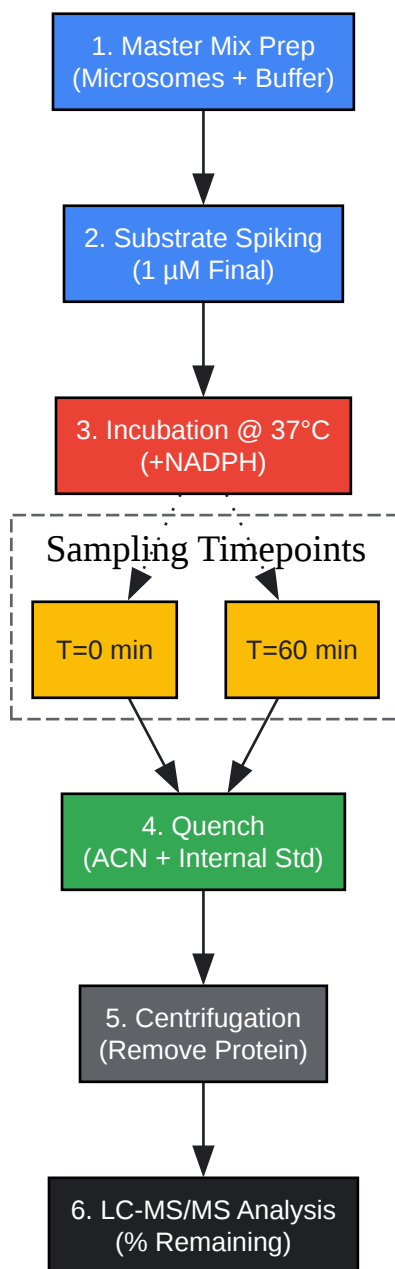 1. Master Mix Prep
(Microsomes + Buffer)
2. Substrate Spiking
(1 µM Final)
3. Incubation @ 37°C
(+NADPH)
Sampling Timepoints
T=0 min
T=60 min
4. Quench
(ACN + Internal Std)
5. Centrifugation
(Remove Protein)
6. LC-MS/MS Analysis
(% Remaining)